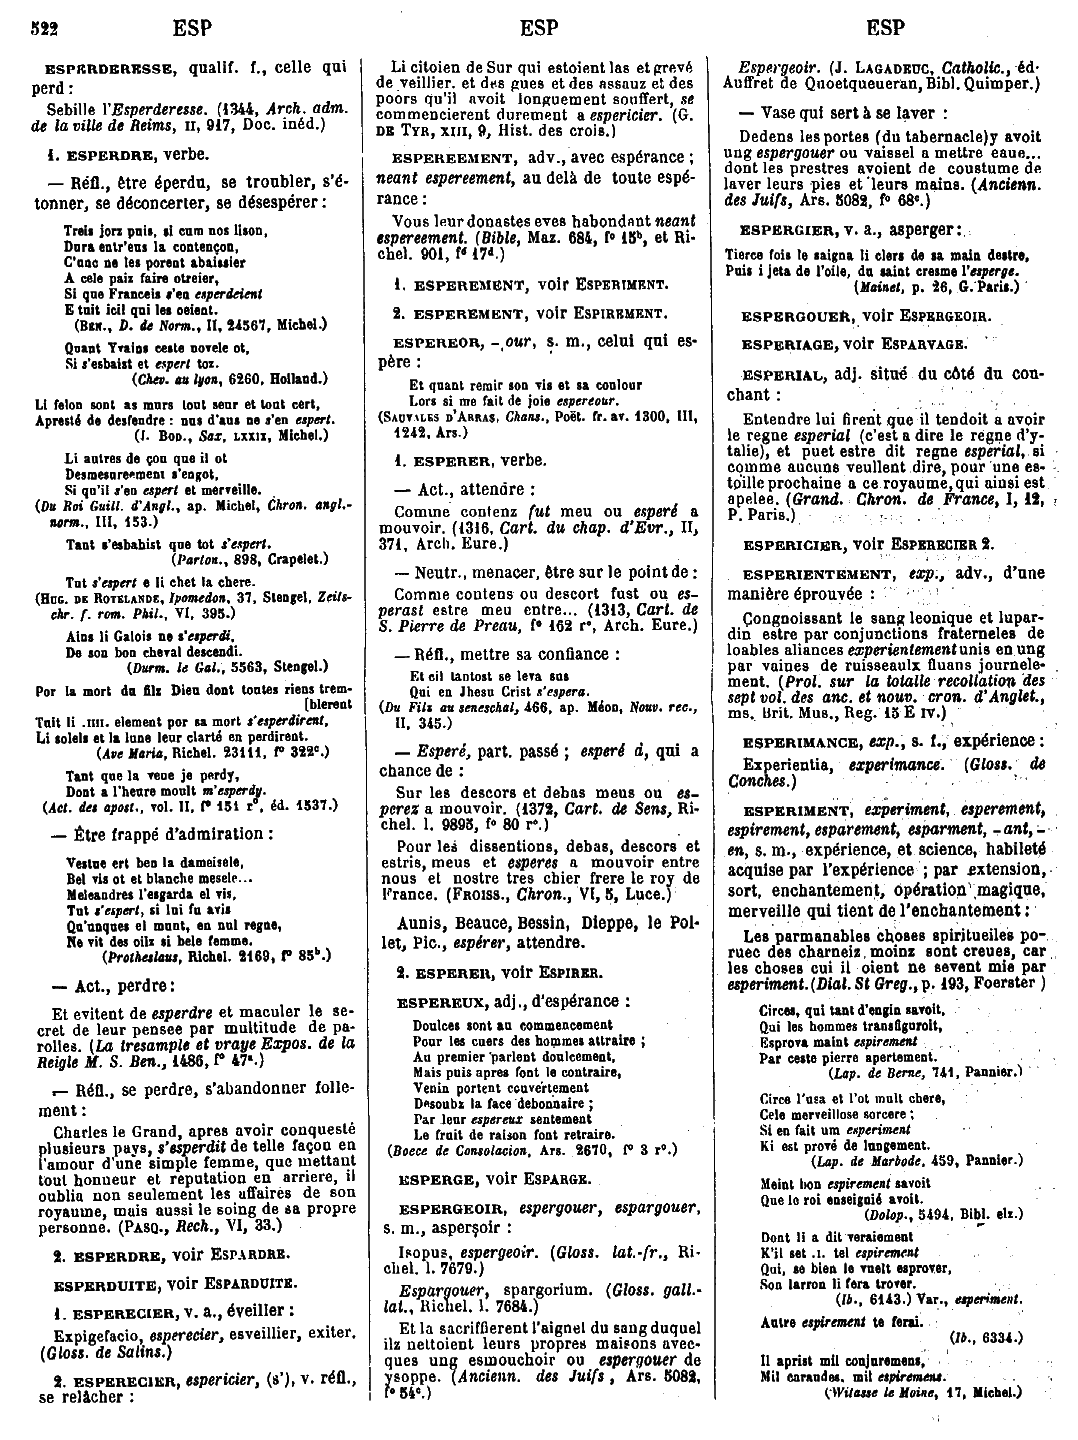 522 ESP ESP ESP
ESPERDERESSE, qualif. f., celle qui
perd :
Sebille l'Esperderesse. (1344, Arch. adm.
de la ville de Reims, II, 917, Doc. inéd.)
1. ESPERDRE, verbe.
— Réfl., être éperdu, se troubler, s'é-
tonner, se déconcerter, se désespérer :
Treis jorz puis, si cum nos lison,
Dura entr'eus la contençon,
C'unc ne les porent abaissier
A cele paiz faire otreier,
Si que Franceis s'en esperdeient
E tuit icil qui les oeient.
(BEN., D. de Norm., II, 24567, Michel.)
Quant Yvains ceste novele ot,
Si s'esbaist et espert toz.
(Chev. au lyon, 6260, Holland.)
Li felon sont as murs tout seur et tout cert,
Apresté de desfendre : nus d'aus ne s'en espert.
(J. BOD., Sax, LXXIX, Michel.)
Li autres de çou que il ot
Desmesureement s'engot,
Si qu'il s'en espert et merveille.
(Du Roi Guill. d'Angl., ap. Michel, Chron. angl.-
norm., III, 153.)
Tant s'esbahist que tot s'espert.
(Parton., 898, Crapelet.)
Tut s'espert e li chet la chere.
(HUG. DE ROTELANDE, Ipomedon, 37, Stengel, Zeits-
chr. f. rom. Phil., VI, 395.)
Ains li Galois ne s'esperdi,
De son bon cheval descendi.
(Durm. le Gal., 5563, Stengel.)
Por la mort du filz Dieu dont toutes riens trem-
[blerent
Tuit li .IIII. element por sa mort s'esperdirent,
Li soleis et la lune leur clarté en perdirent.
(Ave Maria, Richel. 23111, f° 322c.)
Tant que la veue je perdy,
Dont a l'heure moult m'esperdy.
(Act. des apost., vol. II, f° 151 r°, éd. 1537.)
— Être frappé d'admiration :
Vestue ert ben la dameisele,
Bel vis ot et blanche mesele...
Meleandres l'esgarda el vis,
Tut s'espert, si lui fu avis
Qu'unques el munt, en nul regne,
Ne vit des oilz si bele femme.
(Protheslaus, Richel. 2169, f° 85b.)
— Act., perdre :
Et evitent de esperdre et maculer le se-
cret de leur pensee par multitude de pa-
rolles. (La tresample et vraye Expos. de la
Reigle M. S. Ben., 1486, f° 47a.)
— Réfl., se perdre, s'abandonner folle-
ment :
Charles le Grand, apres avoir conquesté
plusieurs pays, s'esperdit de telle façon en
l'amour d'une simple femme, que mettant
tout honneur et reputation en arriere, il
oublia non seulement les affaires de son
royaume, mais aussi le soing de sa propre
personne. (PASQ., Rech., VI, 33.)
2. ESPERDRE, voir ESPARDRE.
ESPERDUITE, voir ESPARDUITE.
1. ESPERECIER, v. a., éveiller :
Expigefacio, esperecier, esveillier, exiter.
(Gloss. de Salins.)
2. ESPERECIER, espericier, (s'), v. réfl.,
se relâcher :
Li citoien de Sur qui estoient las et grevé
de veillier. et des gues et des assauz et des
poors qu'il avoit longuement souffert, se
commencierent durement a espericier. (G.
DE TYR, XIII, 9, Hist. des crois.)
ESPEREEMENT, adv., avec espérance ;
neant espereement, au delà de toute espé-
rance :
Vous leur donastes eves habondant neant
espereement. (Bible, Maz. 684, f° 15b, et Ri-
chel. 901, f° 17d.)
1. ESPEREMENT, voir ESPERIMENT.
2. ESPEREMENT, voir ESPIREMENT.
ESPEREOR, -our, s. m., celui qui es-
père :
Et quant remir son vis et sa coulour
Lors si me fait de joie espereour.
(SAUVALES D'ARRAS, Chans., Poët. fr. av. 1300, III,
1242, Ars.)
1. ESPERER, verbe.
— Act., attendre :
Comme contenz fut meu ou esperé a
mouvoir. (1316, Cart. du chap. d'Evr., II,
371, Arch. Eure.)
— Neutr., menacer, être sur le point de :
Comme contens ou descort fust ou es-
perast estre meu entre... (1313, Cart. de
S. Pierre de Preau, f° 162 r°, Arch. Eure.)
— Réfl., mettre sa confiance :
Et cil tantost se leva sus
Qui en Jhesu Crist s'espera.
(Du Fils au seneschal, 466, ap. Méon, Nouv. rec.,
II, 345.)
— Esperé, part. passé ; esperé à, qui a
chance de :
Sur les descors et debas meus ou es-
perez a mouvoir. (1372, Cart. de Sens, Ri-
chel. l. 9895, f° 80 r°.)
Pour les dissentions, debas, descors et
estris, meus et esperes a mouvoir entre
nous et nostre tres chier frere le roy de
France. (FROISS., Chron., VI, 5, Luce.)
Aunis, Beauce, Bessin, Dieppe, le Pol-
let, Pic., espérer, attendre.
2. ESPERER, voir ESPIRER.
ESPEREUX, adj., d'espérance :
Doulces sont au commencement
Pour les cuers des hommes attraire ;
Au premier parlent doulcement,
Mais puis apres font le contraire,
Venin portent couvertement
Desoubz la face debonnaire ;
Par leur espereux sentement
Le fruit de raison font retraire.
(Boece de Consolacion, Ars. 2670, f° 3 r°.)
ESPERGE, voir ESPARGE.
ESPERGEOIR, espergouer, espargouer,
s. m., aspersoir :
Isopus, espergeoir. (Gloss. lat.-fr., Ri-
chel. l. 7679.)
Espargouer, spargorium. (Gloss. gall.-
lat., Richel. l. 7684.)
Et la sacrifierent l'aignel du sang duquel
ilz nettoient leurs propres maisons avec-
ques ung esmouchoir ou espergouer de
ysoppe. (Ancienn. des Juifs, Ars. 5082,
f° 54c.)
Espergeoir. (J. LAGADEUC, Catholic., éd.
Auffret de Quoetqueueran, Bibl. Quimper.)
— Vase qui sert à se laver :
Dedens les portes (du tabernacle) y avoit
ung espergouer ou vaissel a mettre eaue...
dont les prestres avoient de coustume de
laver leurs pies et leurs mains. (Ancienn.
des Juifs, Ars. 5082, f° 68c.)
ESPERGIER, v. a., asperger :
Tierce fois le saigna li clers de sa main destre,
Puis i jeta de l'oile, du saint cresme l'esperge.
(Mainet, p. 26, G. Paris.)
ESPERGOUER, voir ESPERGEOIR.
ESPERIAGE, voir ESPARVAGE.
ESPERIAL, adj. situé du côté du cou-
chant :
Entendre lui firent que il tendoit a avoir
le regne esperial (c'est a dire le regne d'y-
talie), et puet estre dit regne esperial, si
comme aucuns veullent dire, pour une es-
toille prochaine a ce royaume, qui ainsi est
apelee. (Grand. Chron. de France, I, 12,
P. Paris.)
ESPERICIER, voir ESPERECIER 2.
ESPERIENTEMENT, exp., adv., d'une
manière éprouvée :
Congnoissant le sang leonique et lupar-
din estre par conjunctions fraterneles de
loables aliances experientement unis en ung
par vaines de ruisseaulx fluans journele-
ment. (Prol. sur la totalle recollation des
sept vol. des anc. et nouv. cron. d'Anglet.,
ms. Brit. Mus., Reg. 15 E IV.)
ESPERIMANCE, exp., s. f., expérience :
Experientia, experimance. (Gloss. de
Conches.)
ESPERIMENT, experiment, esperement,
espirement, esparement, esparment, -ant, -
en, s. m., expérience, et science, habileté
acquise par l'expérience ; par extension,
sort, enchantement, opération magique,
merveille qui tient de l'enchantement :
Les parmanables choses spiritueiles po-
ruec des charneiz moinz sont creues, car
les choses cui il oient ne sevent mie par
esperiment. (Dial. St Greg., p. 193, Foerster )
Circes, qui tant d'engin savoit,
Qui les hommes transfiguroit,
Esprova maint espirement
Par ceste pierre apertement.
(Lap. de Berne, 741, Pannier.)
Circe l'usa et l'ot mult chere,
Cele merveillose sorcere ;
Si en fait um esperiment
Ki est prové de lungement.
(Lap. de Marbode, 459, Pannier.)
Meint bon espirement savoit
Que lo roi enseignié avoit.
(Dolop., 5494, Bibl. elz.)
Dont li a dit veraiement
K'il set .I. tel espirement
Qui, se bien le vuelt esprover,
Son larron li fera trover.
(Ib., 6143.) Var., esperiment.
Autre espirement te ferai.
(Ib., 6334.)
Il aprist mil conjuremens,
Mil caraudes, mil espiremens.
(Witasse le Moine, 17, Michel.)